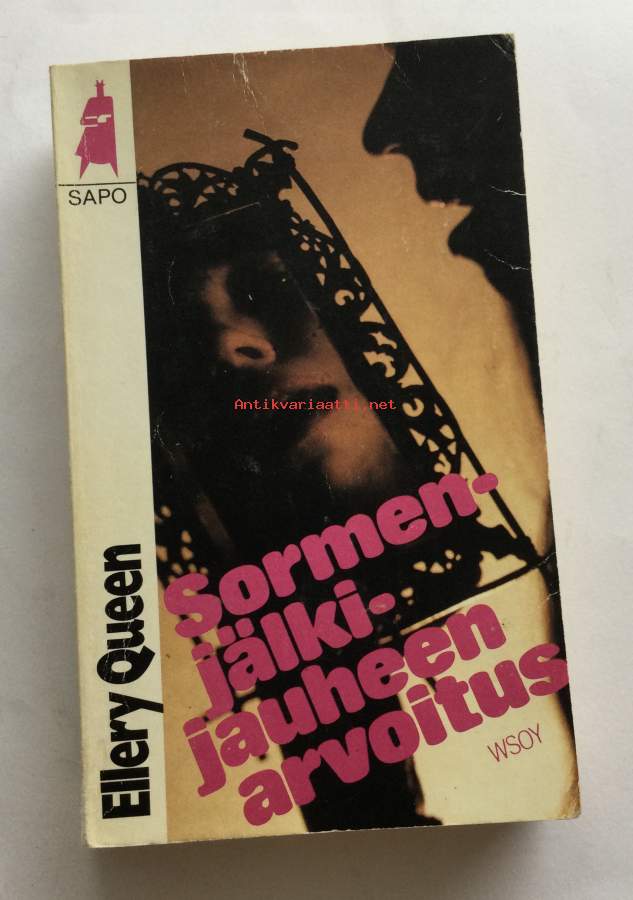 SAPO
Antikvariaatti.net
Ellery Queen
Sormen-
jälki-
jauheen
arvoitus
WSOY